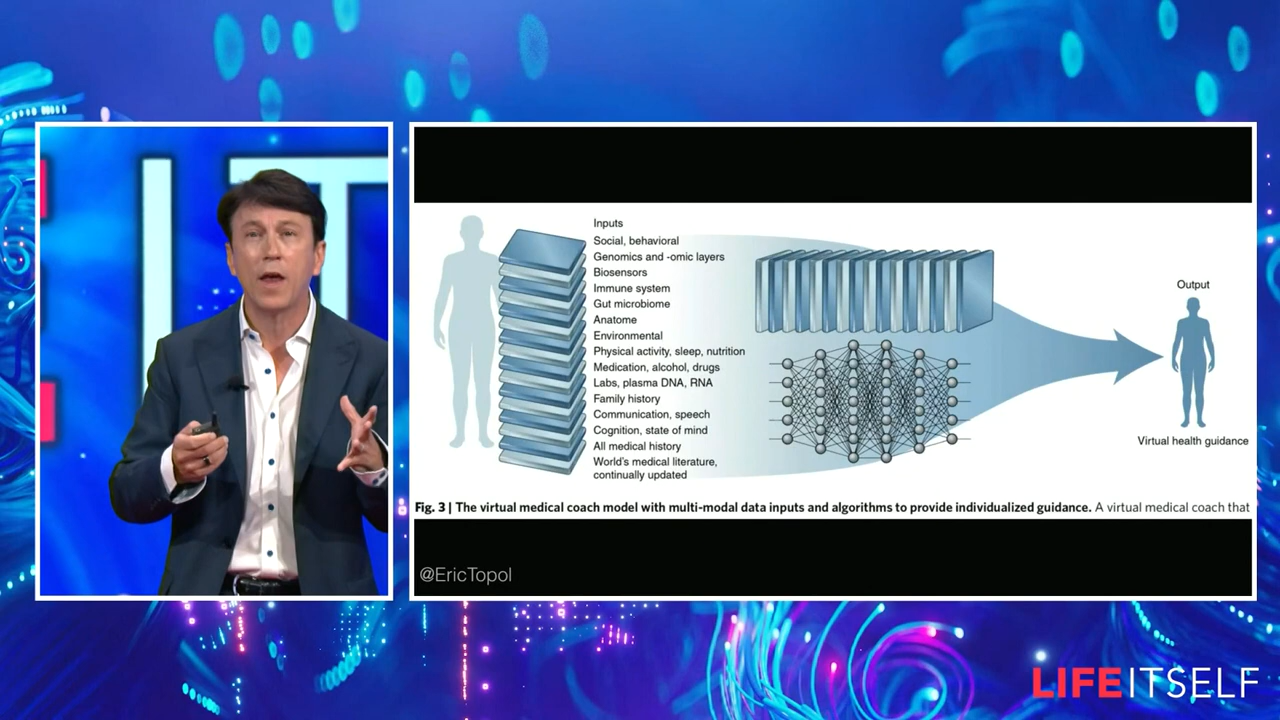 Inputs
Social, behavioral
Genomics and -omic layers
Biosensors
Immune system
Gut microbiome
Anatome
Environmental
Physical activity, sleep, nutrition
Medication, alcohol, drugs
Labs, plasma DNA, RNA
Family history
Communication, speech
Cognition, state of mind
All medical history
World's medical literature,
continually updated
Output
Virtual health guidance
Fig. 3 | The virtual medical coach model with multi-modal data inputs and algorithms to provide individualized guidance. A virtual medical coach that
@EricTopol
LIFEITSELF